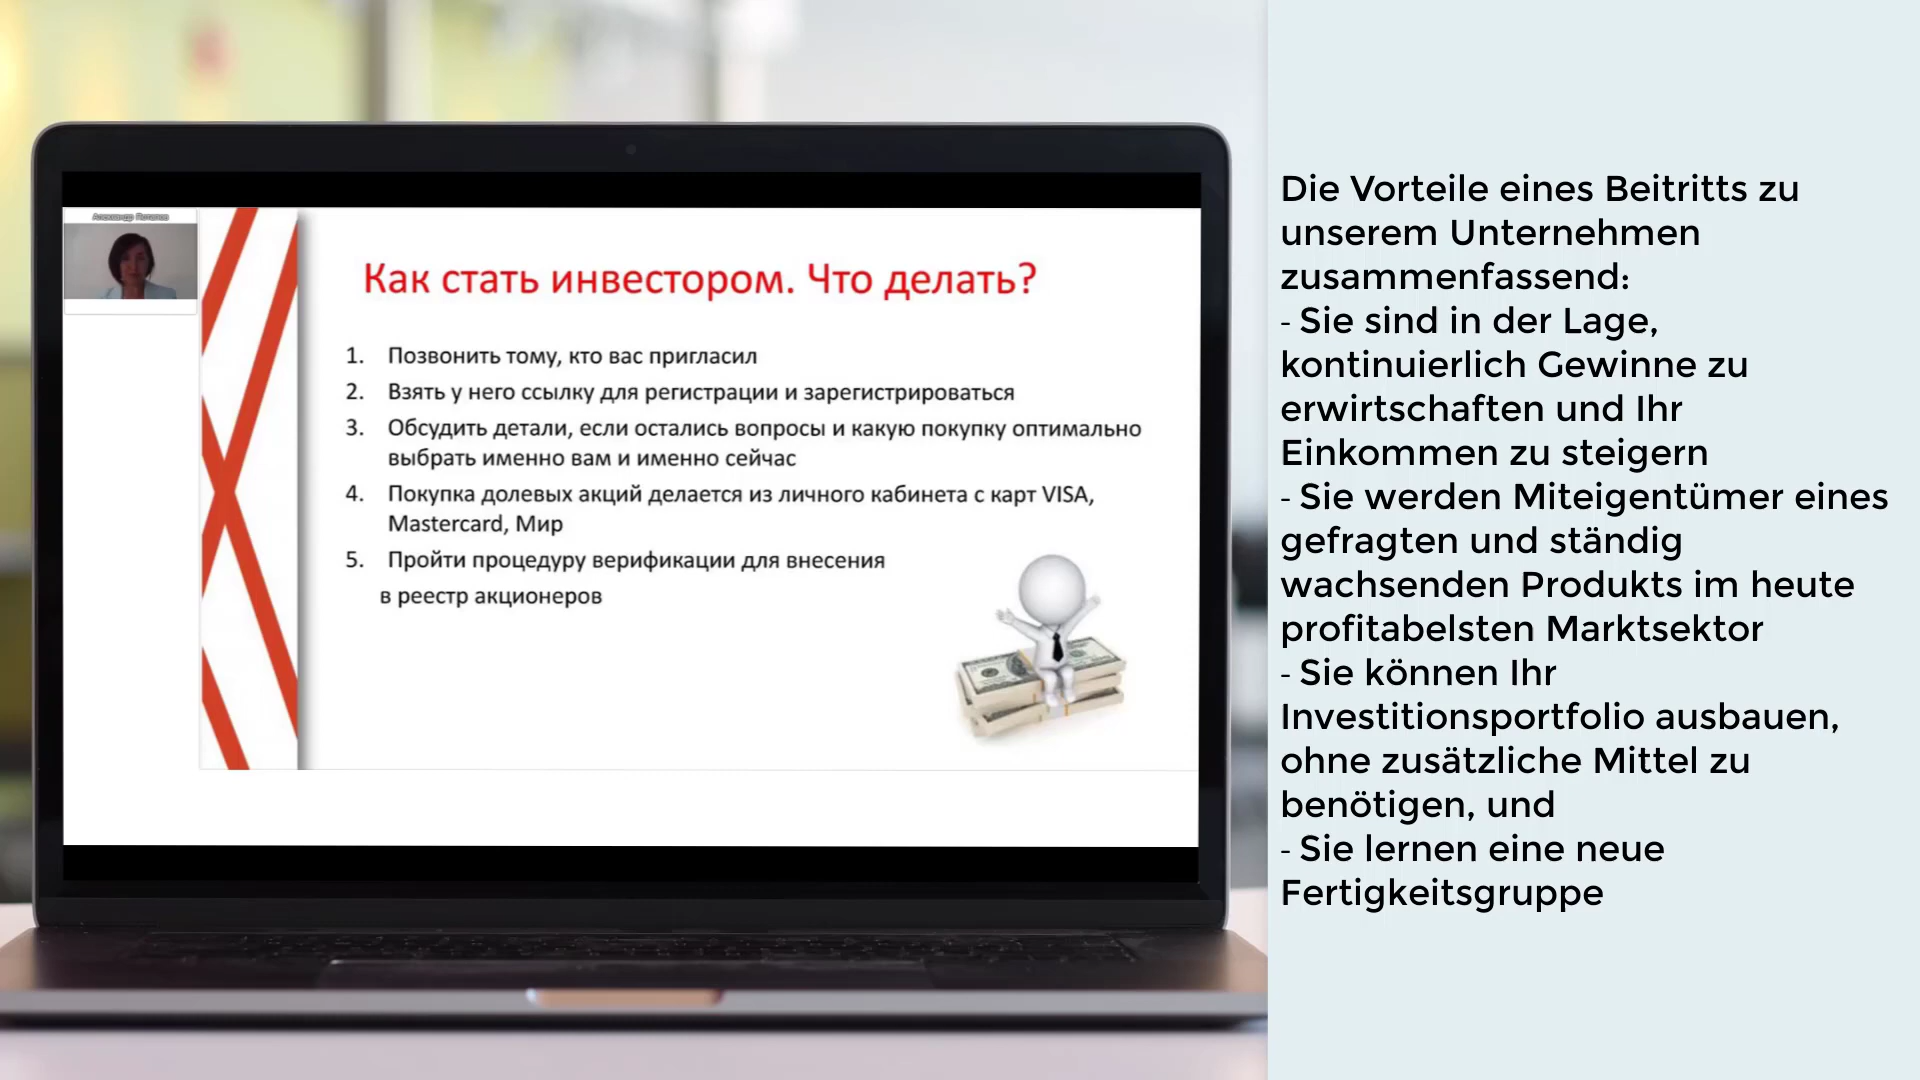 Александр Потапов
Как стать инвестором. Что делать?
1. Позвонить тому, кто вас пригласил
2. Взять у него ссылку для регистрации и зарегистрироваться
3. Обсудить детали, если остались вопросы и какую покупку оптимально
выбрать именно вам и именно сейчас
4. Покупка долевых акций делается из личного кабинета с карт VISA,
Mastercard, Мир
5. Пройти процедуру верификации для внесения
в реестр акционеров
Die Vorteile eines Beitritts zu
unserem Unternehmen
zusammenfassend:
- Sie sind in der Lage,
kontinuierlich Gewinne zu
erwirtschaften und Ihr
Einkommen zu steigern
- Sie werden Miteigentümer eines
gefragten und ständig
wachsenden Produkts im heute
profitabelsten Marktsektor
- Sie können Ihr
Investitionsportfolio ausbauen,
ohne zusätzliche Mittel zu
benötigen, und
- Sie lernen eine neue
Fertigkeitsgruppe